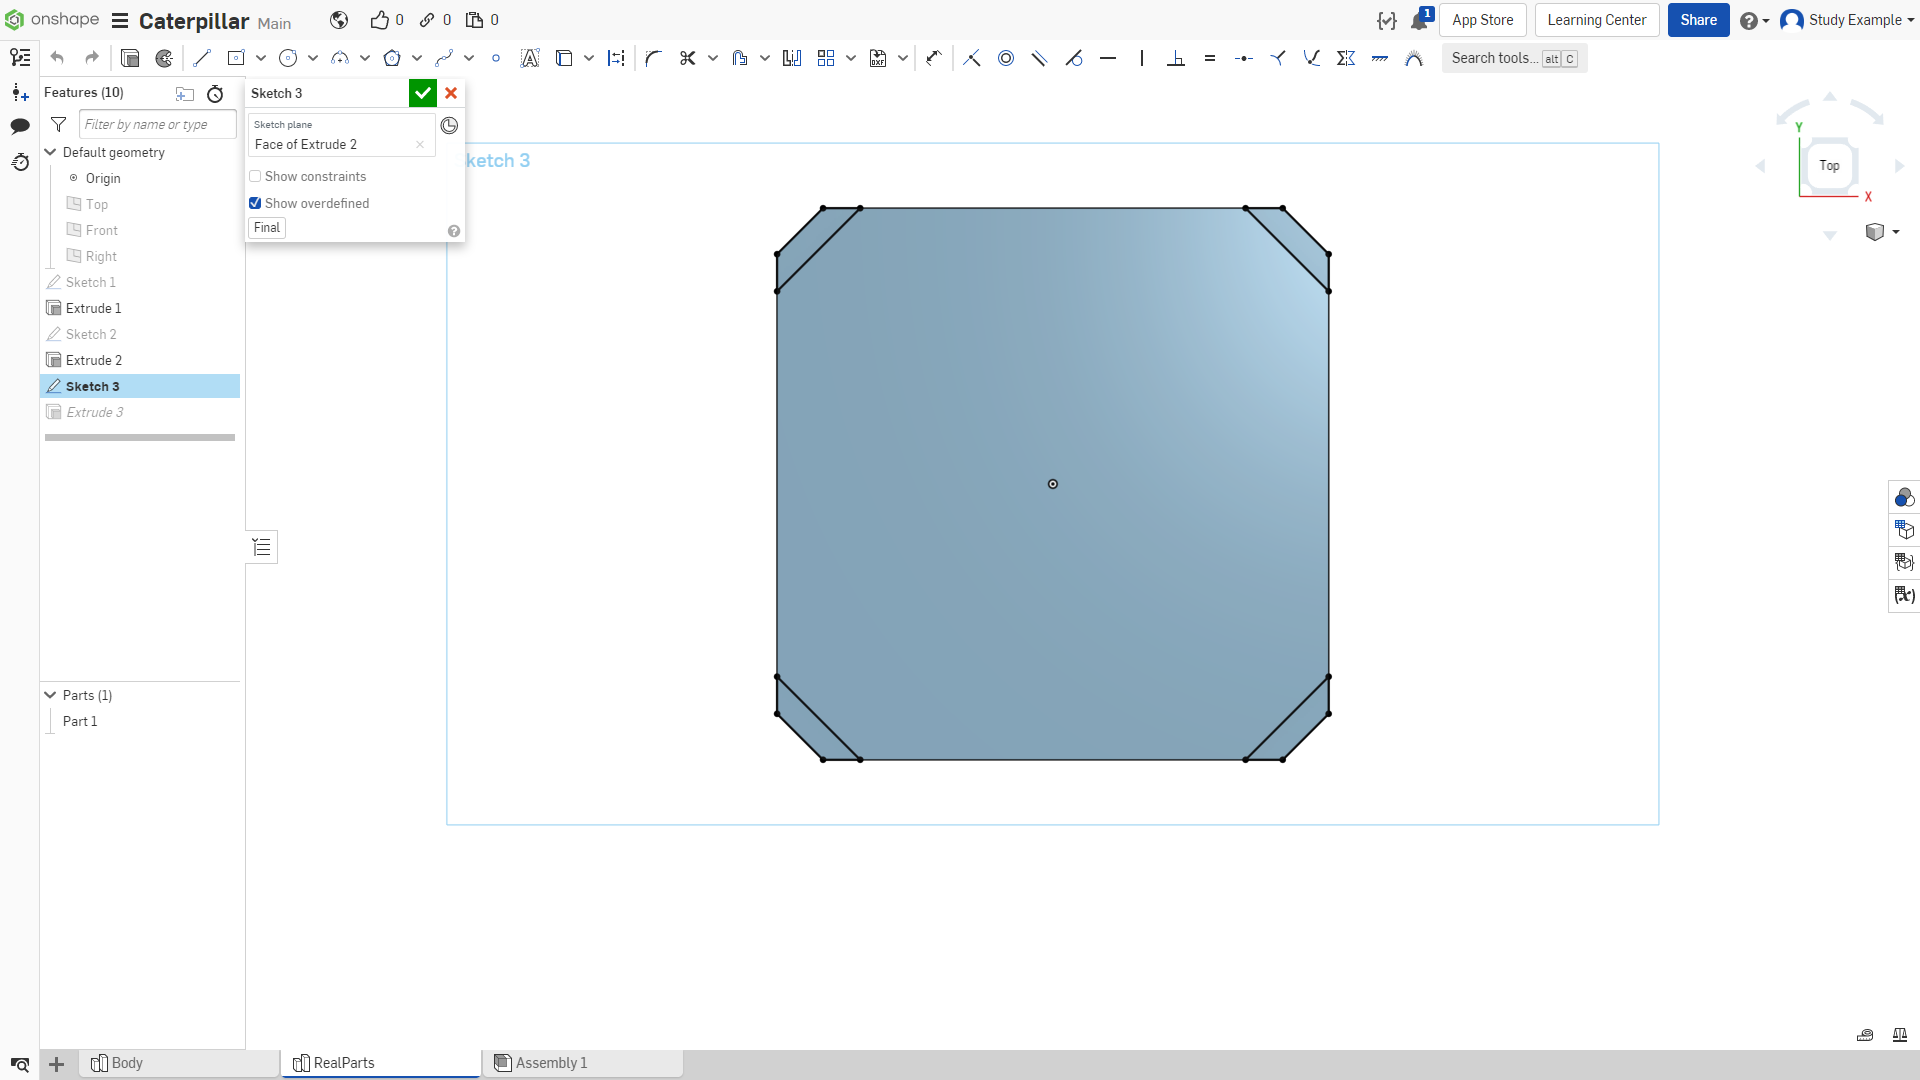 onshape
Caterpillar Main
0
0
0
1
App Store
Learning Center
Share
Study Example
Search tools... alt C
Features (10)
Filter by name or type
Default geometry
Origin
Top
Front
Right
Sketch 1
Extrude 1
Sketch 2
Extrude 2
Sketch 3
Extrude 3
Parts (1)
Part 1
Sketch 3
Sketch plane
Face of Extrude 2
Show constraints
Show overdefined
Final
ketch 3
Y
Top
X
Body
RealParts
Assembly 1